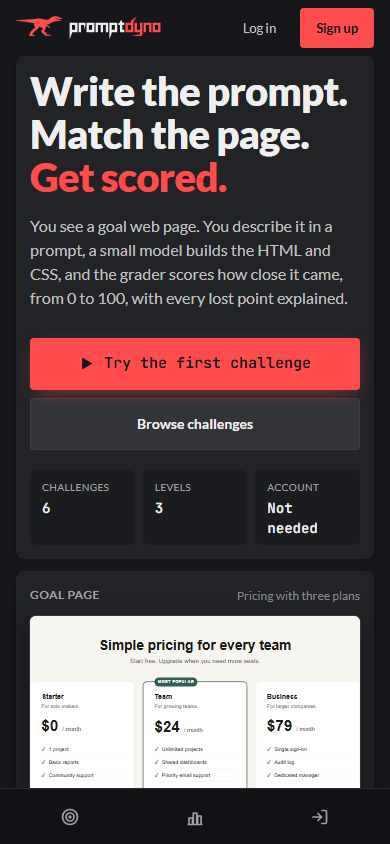 promptdyno
Log in
Sign up
Write the prompt.
Match the page.
Get scored.
You see a goal web page. You describe it in a
prompt, a small model builds the HTML and
CSS, and the grader scores how close it came,
from 0 to 100, with every lost point explained.
Try the first challenge
Browse challenges
CHALLENGES
6
LEVELS
3
ACCOUNT
Not
needed
GOAL PAGE
Pricing with three plans
Simple pricing for every team
Start free. Upgrade when you need more seats.
Starter
For solo makers.
$0 / month
✓ 1 project
✓ Basic reports
✓ Community support
MOST POPULAR
Team
For growing teams.
$24 / month
✓ Unlimited projects
✓ Shared dashboards
✓ Priority email support
Business
For larger companies.
$79 / month
✓ Single sign-on
✓ Audit log
✓ Dedicated manager